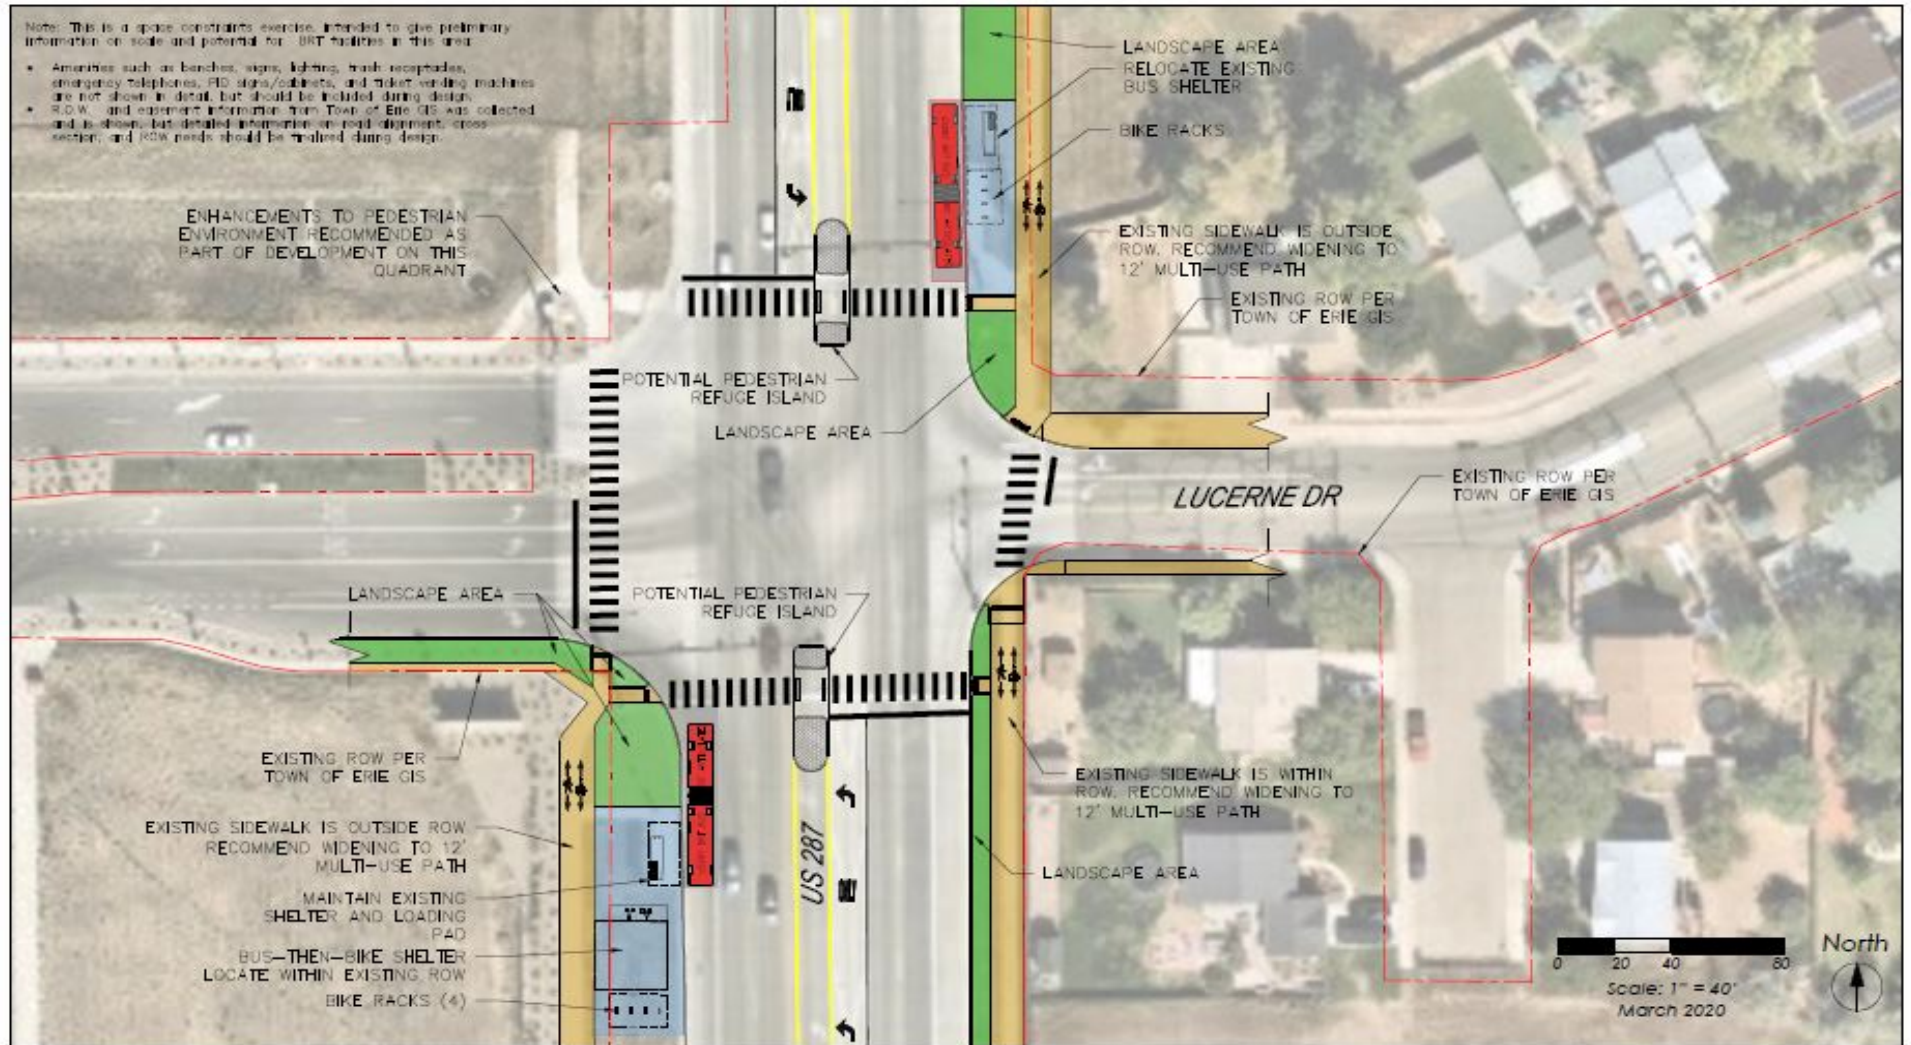 Note: This is a space constraints exercise, intended to give preliminary
information on scale and potential for BRT facilities in this area
• Amenities such as benches, signs, lighting, trash receptacles,
emergency telephones, PID signs/cabinets, and ticket vending machines
are not shown in detail, but should be included during design.
• R.O.W. and easement information from Town of Erie GIS was collected
and is shown, but detailed information on road alignment, cross
section, and ROW needs should be finalized during design.
LANDSCAPE AREA
RELOCATE EXISTING
BUS SHELTER
BIKE RACKS
ENHANCEMENTS TO PEDESTRIAN
ENVIRONMENT RECOMMENDED AS
PART OF DEVELOPMENT ON THIS
QUADRANT
EXISTING SIDEWALK IS OUTSIDE
ROW. RECOMMEND WIDENING TO
12' MULTI-USE PATH
EXISTING ROW PER
TOWN OF ERIE GIS
POTENTIAL PEDESTRIAN
REFUGE ISLAND
LANDSCAPE AREA
LUCERNE DR
EXISTING ROW PER
TOWN OF ERIE GIS
LANDSCAPE AREA
POTENTIAL PEDESTRIAN
REFUGE ISLAND
EXISTING ROW PER
TOWN OF ERIE GIS
EXISTING SIDEWALK IS WITHIN
ROW. RECOMMEND WIDENING TO
12' MULTI-USE PATH
EXISTING SIDEWALK IS OUTSIDE ROW
RECOMMEND WIDENING TO 12'
MULTI-USE PATH
US 287
LANDSCAPE AREA
MAINTAIN EXISTING
SHELTER AND LOADING
PAD
BUS-THEN-BIKE SHELTER
LOCATE WITHIN EXISTING ROW
BIKE RACKS (4)
North
0 20 40 80
Scale: 1" = 40'
March 2020